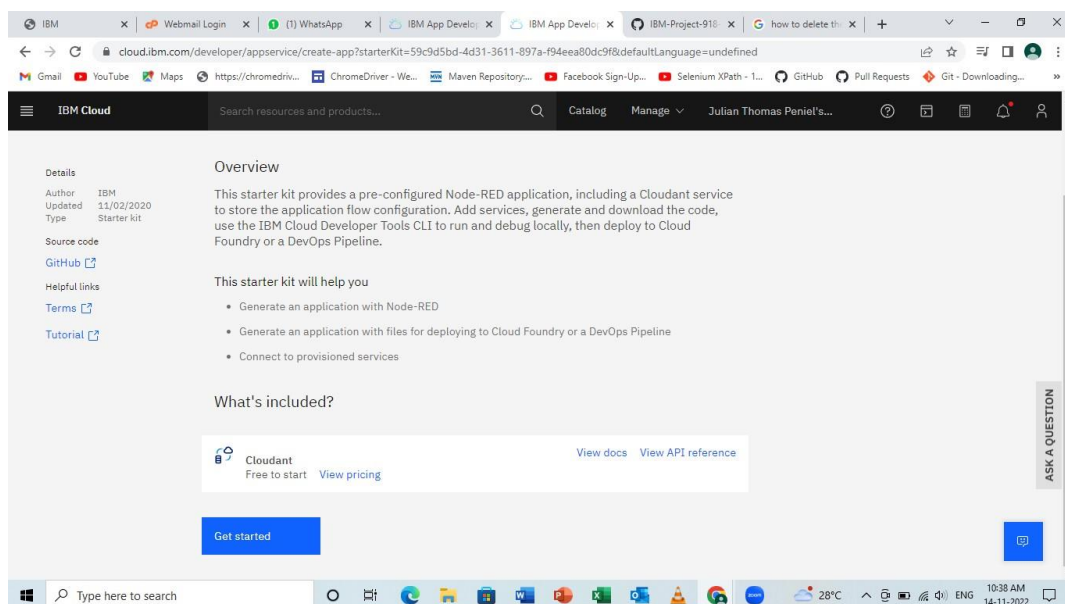 IBM
Webmail Login
(1) WhatsApp
IBM App Develop
IBM App Develop
IBM-Project-918
how to delete th
cloud.ibm.com/developer/appservice/create-app?starterKit=59c9d5bd-4d31-3611-897a-f94eea80dc9f&defaultLanguage=undefined
Gmail
YouTube
Maps
https://chromedriv...
ChromeDriver - We...
Maven Repository:...
Facebook Sign-Up...
Selenium XPath - 1...
GitHub
Pull Requests
Git - Downloading...
IBM Cloud
Search resources and products...
Catalog
Manage
Julian Thomas Peniel's...
Details
Author IBM
Updated 11/02/2020
Type Starter kit
Source code
GitHub
Helpful links
Terms
Tutorial
Overview
This starter kit provides a pre-configured Node-RED application, including a Cloudant service
to store the application flow configuration. Add services, generate and download the code,
use the IBM Cloud Developer Tools CLI to run and debug locally, then deploy to Cloud
Foundry or a DevOps Pipeline.
This starter kit will help you
• Generate an application with Node-RED
• Generate an application with files for deploying to Cloud Foundry or a DevOps Pipeline
• Connect to provisioned services
What's included?
Cloudant
Free to start View pricing
View docs View API reference
Get started
ASK A QUESTION
Type here to search
28°C
ENG
10:38 AM
14-11-2022